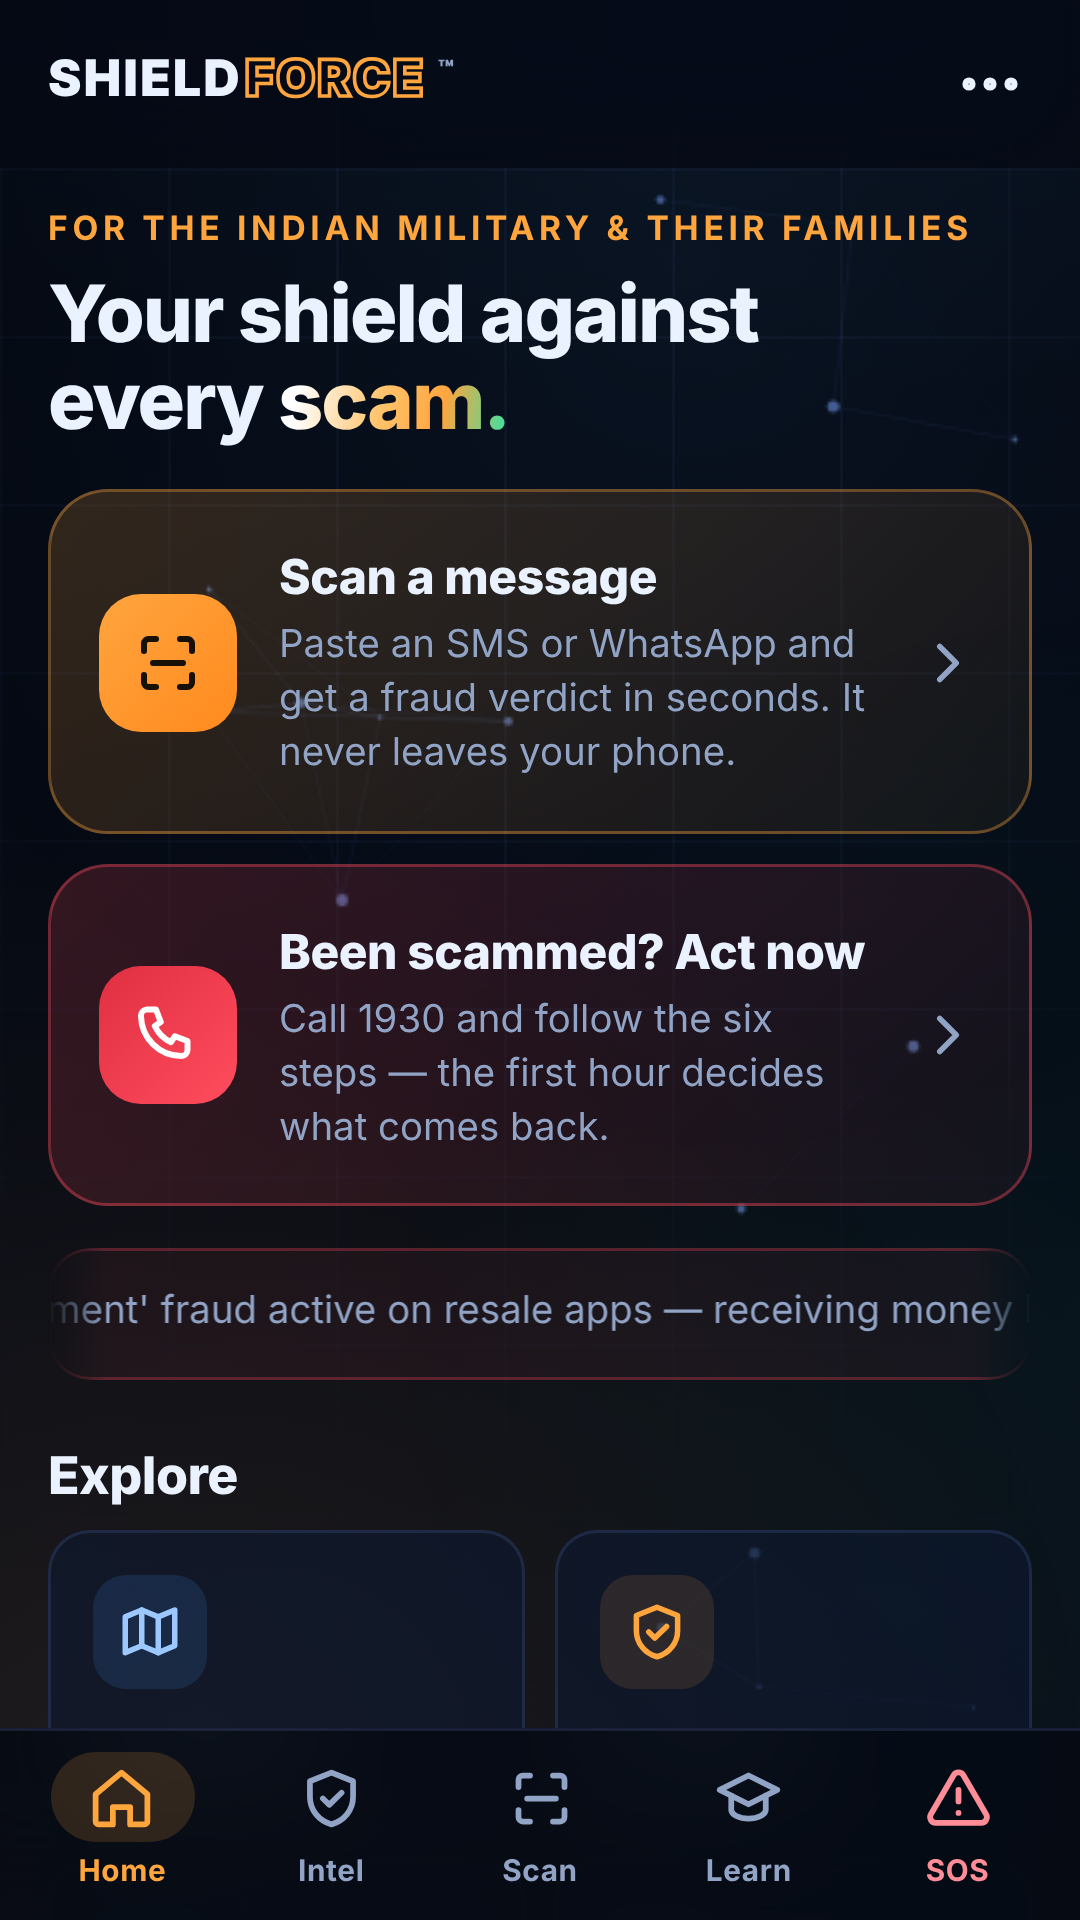 SHIELDFORCE ™
FOR THE INDIAN MILITARY & THEIR FAMILIES
Your shield against
every scam.
Scan a message
Paste an SMS or WhatsApp and
get a fraud verdict in seconds. It
never leaves your phone.
Been scammed? Act now
Call 1930 and follow the six
steps — the first hour decides
what comes back.
ment' fraud active on resale apps — receiving money
Explore
Home
Intel
Scan
Learn
SOS